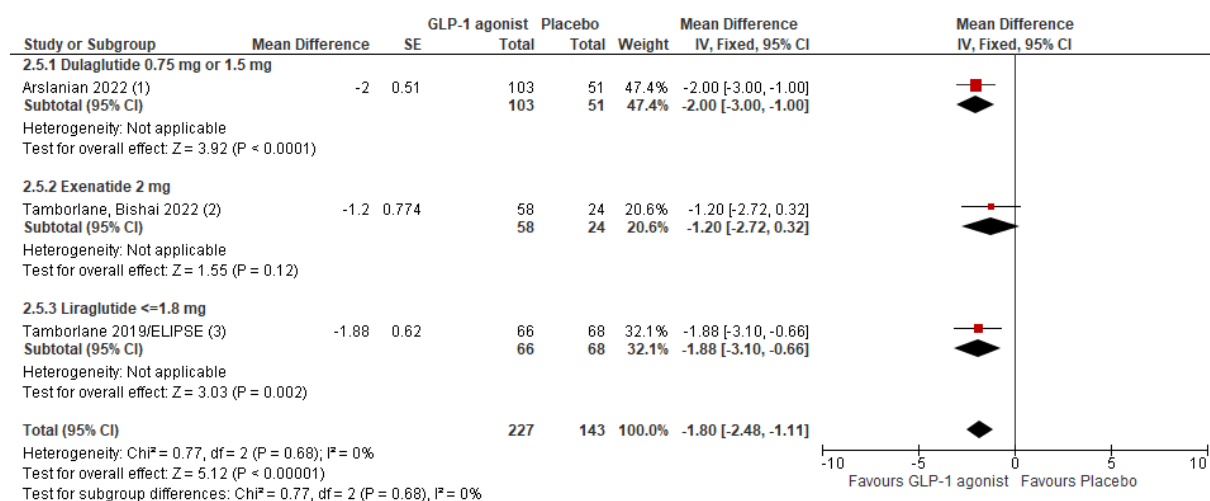 GLP-1 agonist Placebo Mean Difference Mean Difference
Study or Subgroup Mean Difference SE Total Total Weight IV, Fixed, 95% CI IV, Fixed, 95% CI
2.5.1 Dulaglutide 0.75 mg or 1.5 mg
Arslanian 2022 (1) -2 0.51 103 51 47.4% -2.00 [-3.00, -1.00]
Subtotal (95% CI) 103 51 47.4% -2.00 [-3.00, -1.00]
Heterogeneity: Not applicable
Test for overall effect: Z = 3.92 (P < 0.0001)
2.5.2 Exenatide 2 mg
Tamborlane, Bishai 2022 (2) -1.2 0.774 58 24 20.6% -1.20 [-2.72, 0.32]
Subtotal (95% CI) 58 24 20.6% -1.20 [-2.72, 0.32]
Heterogeneity: Not applicable
Test for overall effect: Z = 1.55 (P = 0.12)
2.5.3 Liraglutide <=1.8 mg
Tamborlane 2019/ELIPSE (3) -1.88 0.62 66 68 32.1% -1.88 [-3.10, -0.66]
Subtotal (95% CI) 66 68 32.1% -1.88 [-3.10, -0.66]
Heterogeneity: Not applicable
Test for overall effect: Z = 3.03 (P = 0.002)
Total (95% CI) 227 143 100.0% -1.80 [-2.48, -1.11]
Heterogeneity: Chi² = 0.77, df = 2 (P = 0.68); I² = 0%
Test for overall effect: Z = 5.12 (P < 0.00001)
Test for subgroup differences: Chi² = 0.77, df = 2 (P = 0.68), I² = 0%
-10 -5 0 5 10
Favours GLP-1 agonist Favours Placebo